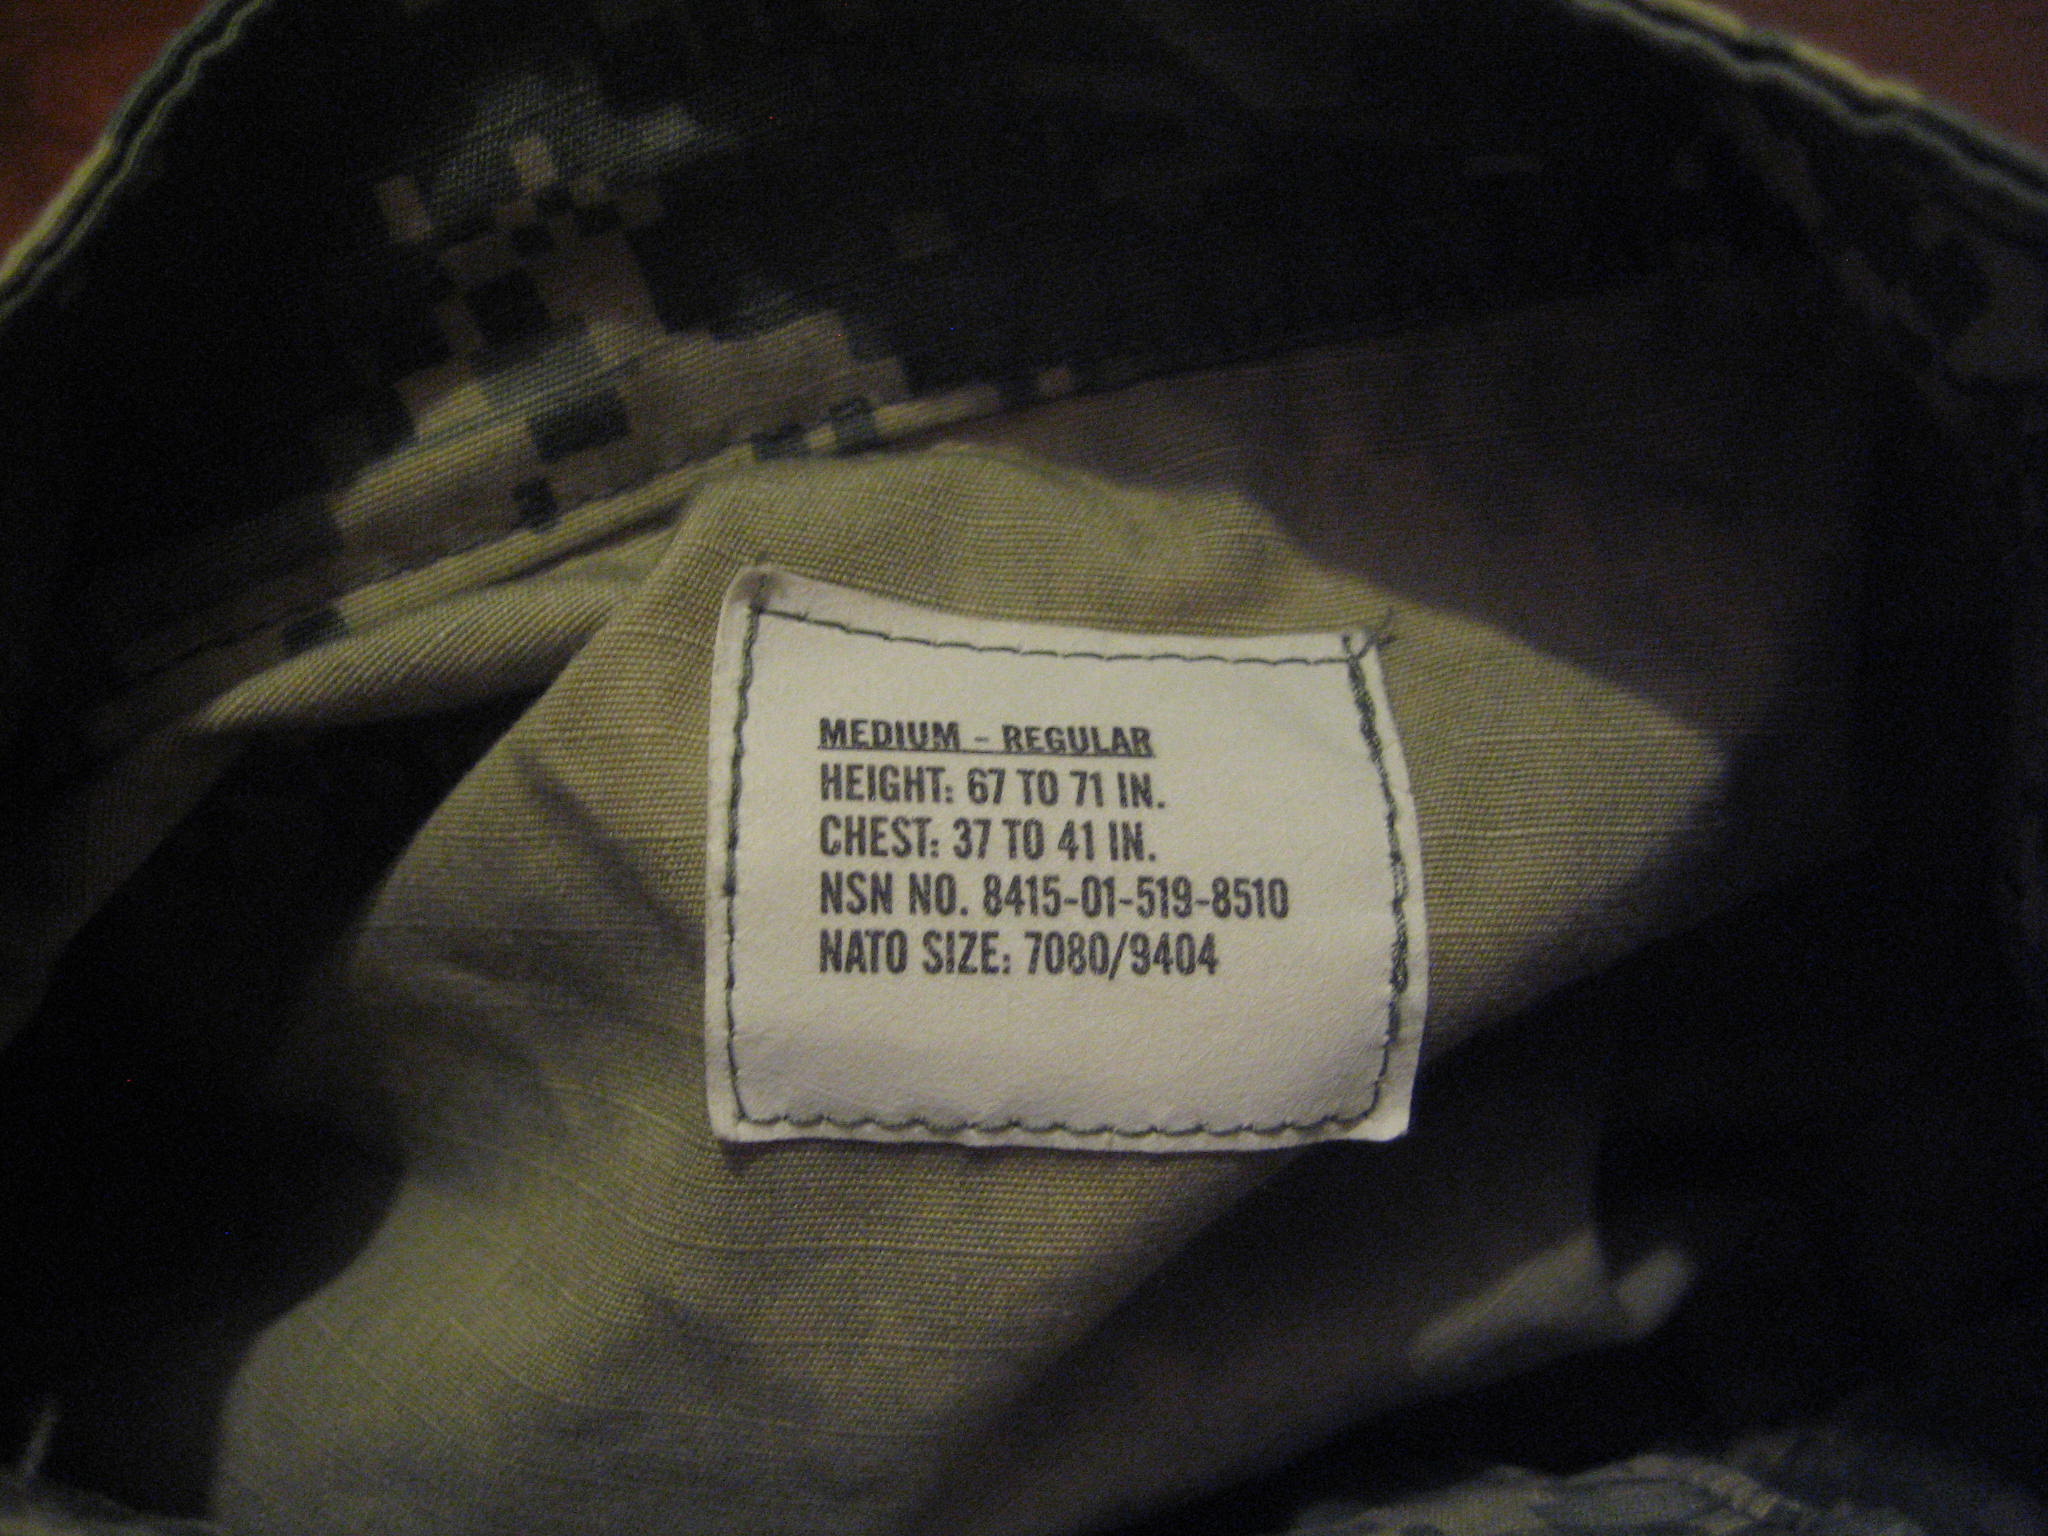 MEDIUM - REGULAR
HEIGHT: 67 TO 71 IN.
CHEST: 37 TO 41 IN.
NSN NO. 8415-01-519-8510
NATO SIZE: 7080/9404